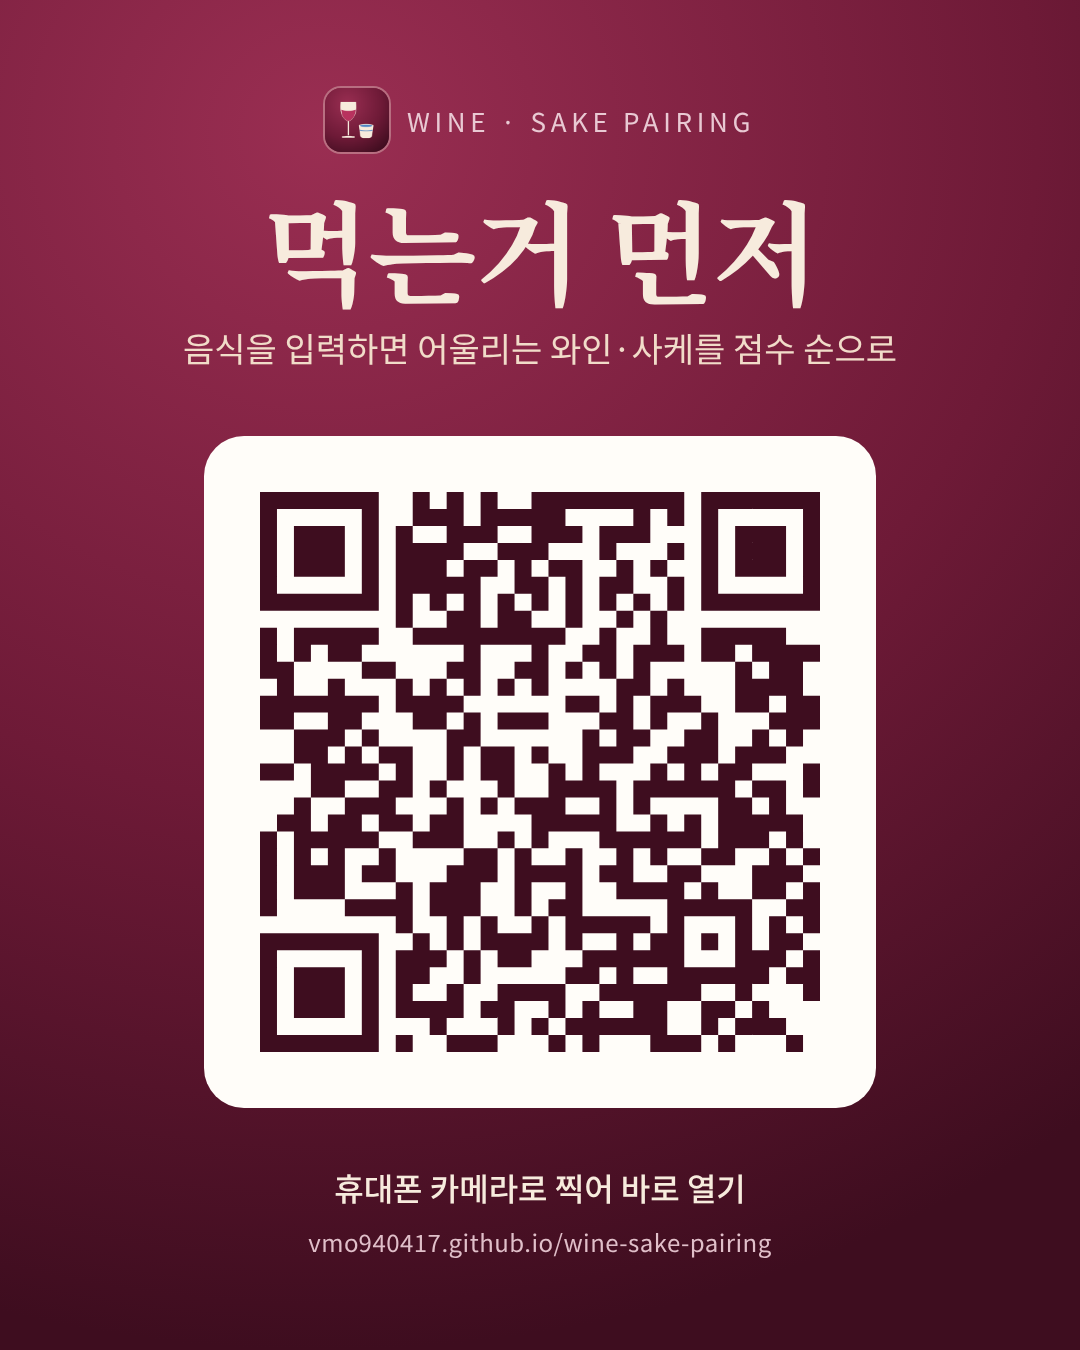 WINE · SAKE PAIRING
먹는거 먼저
음식을 입력하면 어울리는 와인·사케를 점수 순으로
휴대폰 카메라로 찍어 바로 열기
vmo940417.github.io/wine-sake-pairing